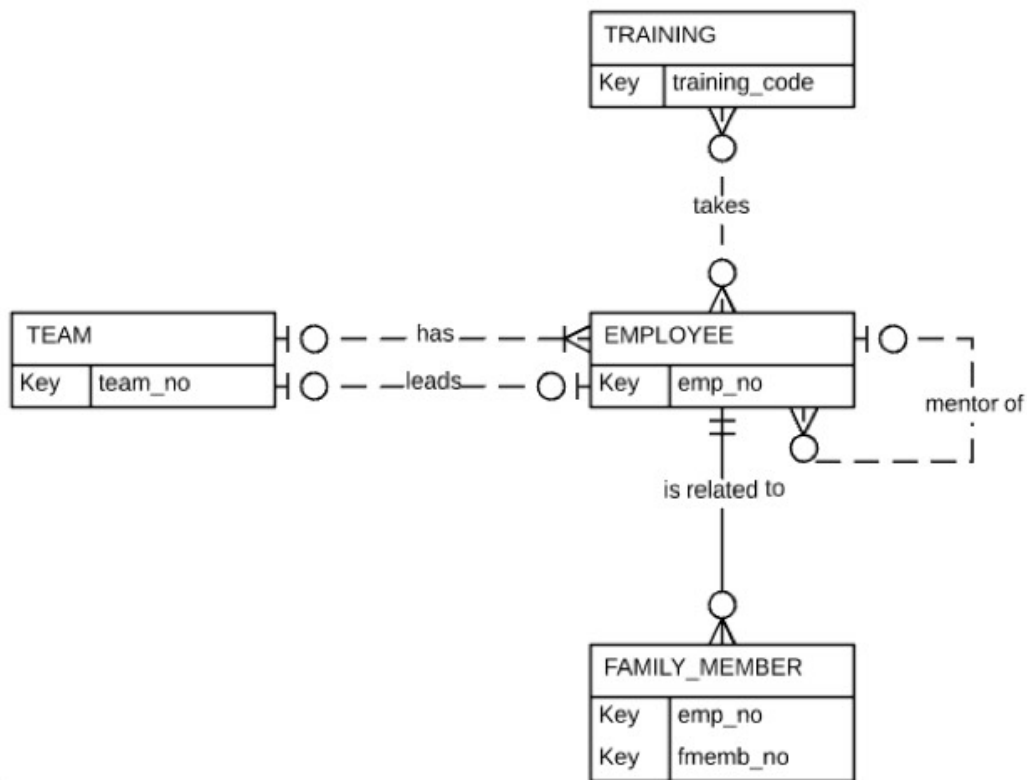 TRAINING
Key training_code
takes
TEAM
Key team_no
has
leads
EMPLOYEE
Key emp_no
mentor of
is related to
FAMILY_MEMBER
Key emp_no
Key fmemb_no